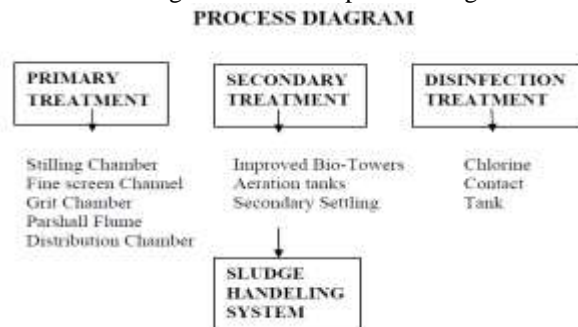 PROCESS DIAGRAM
PRIMARY
TREATMENT
Stilling Chamber
Fine screen Channel
Grit Chamber
Parshall Flume
Distribution Chamber
SECONDARY
TREATMENT
Improved Bio-Towers
Aeration tanks
Secondary Settling
SLUDGE
HANDELING
SYSTEM
DISINFECTION
TREATMENT
Chlorine
Contact
Tank